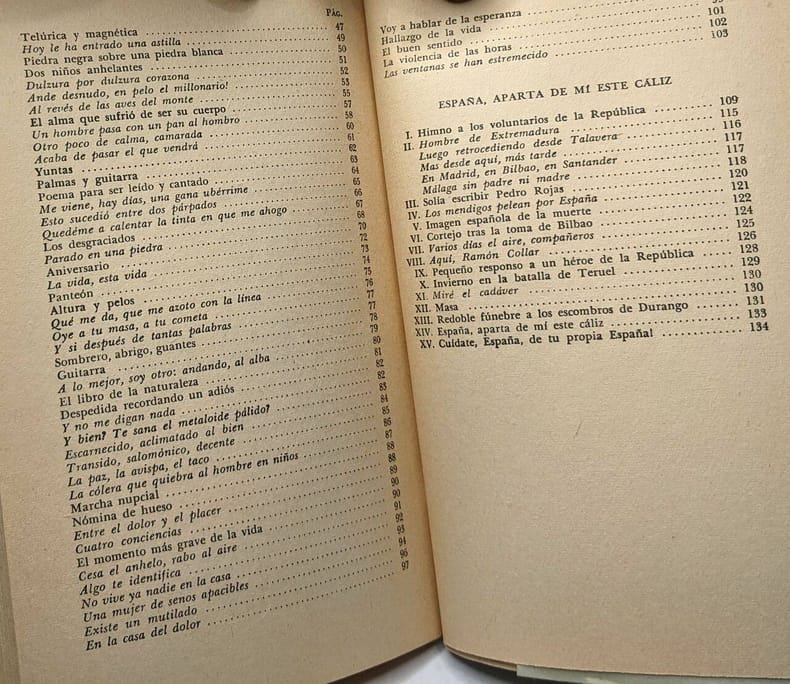 PÁG.
Telúrica y magnética 47
Hoy le ha entrado una astilla 49
Piedra negra sobre una piedra blanca 50
Dos niños anhelantes 51
Dulzura por dulzura corazona 52
Ande desnudo, en pelo el millonario! 53
Al revés de las aves del monte 55
El alma que sufrió de ser su cuerpo 57
Un hombre pasa con un pan al hombro 58
Otro poco de calma, camarada 60
Acaba de pasar el que vendrá 61
Yuntas 62
Palmas y guitarra 63
Poema para ser leído y cantado 64
Me viene, hay días, una gana ubérrima 65
Esto sucedió entre dos párpados 66
Quedéme a calentar la tinta en que me ahogo 67
Los desgraciados 68
Parado en una piedra 70
Aniversario 72
La vida, esta vida 73
Panteón 74
Altura y pelos 75
Qué me da, que me azoto con la línea 76
Oye a tu masa, a tu cometa 77
Y si después de tantas palabras 77
Sombrero, abrigo, guantes 78
Guitarra 79
A lo mejor, soy otro: andando, al alba 80
El libro de la naturaleza 81
Despedida recordando un adiós 82
Y no me digan nada 82
Y bien? Te sana el metaloide pálido? 83
Escarnecido, aclimatado al bien 84
Transido, salomónico, decente 85
La paz, la avispa, el taco 86
La cólera que quiebra al hombre en niños 87
Marcha nupcial 88
Nómina de hueso 88
Entre el dolor y el placer 89
Cuatro conciencias 90
El momento más grave de la vida 90
Cesa el anhelo, rabo al aire 91
Algo te identifica 92
No vive ya nadie en la casa 93
Una mujer de senos apacibles 94
Existe un mutilado 96
En la casa del dolor 97
Voy a hablar de la esperanza
Hallazgo de la vida 99
El buen sentido 101
La violencia de las horas 102
Las ventanas se han estremecido 103
ESPAÑA, APARTA DE MÍ ESTE CÁLIZ
I. Himno a los voluntarios de la República 109
II. Hombre de Extremadura 115
Luego retrocediendo desde Talavera 116
Mas desde aquí, más tarde 117
En Madrid, en Bilbao, en Santander 117
Málaga sin padre ni madre 118
III. Solía escribir Pedro Rojas 120
IV. Los mendigos pelean por España 121
V. Imagen española de la muerte 122
VI. Cortejo tras la toma de Bilbao 124
VII. Varios días el aire, compañeros 125
VIII. Aquí, Ramón Collar 126
IX. Pequeño responso a un héroe de la República 128
X. Invierno en la batalla de Teruel 129
XI. Miré el cadáver 130
XII. Masa 130
XIII. Redoble fúnebre a los escombros de Durango 131
XIV. España, aparta de mí este cáliz 133
XV. Cuídate, España, de tu propia España! 134